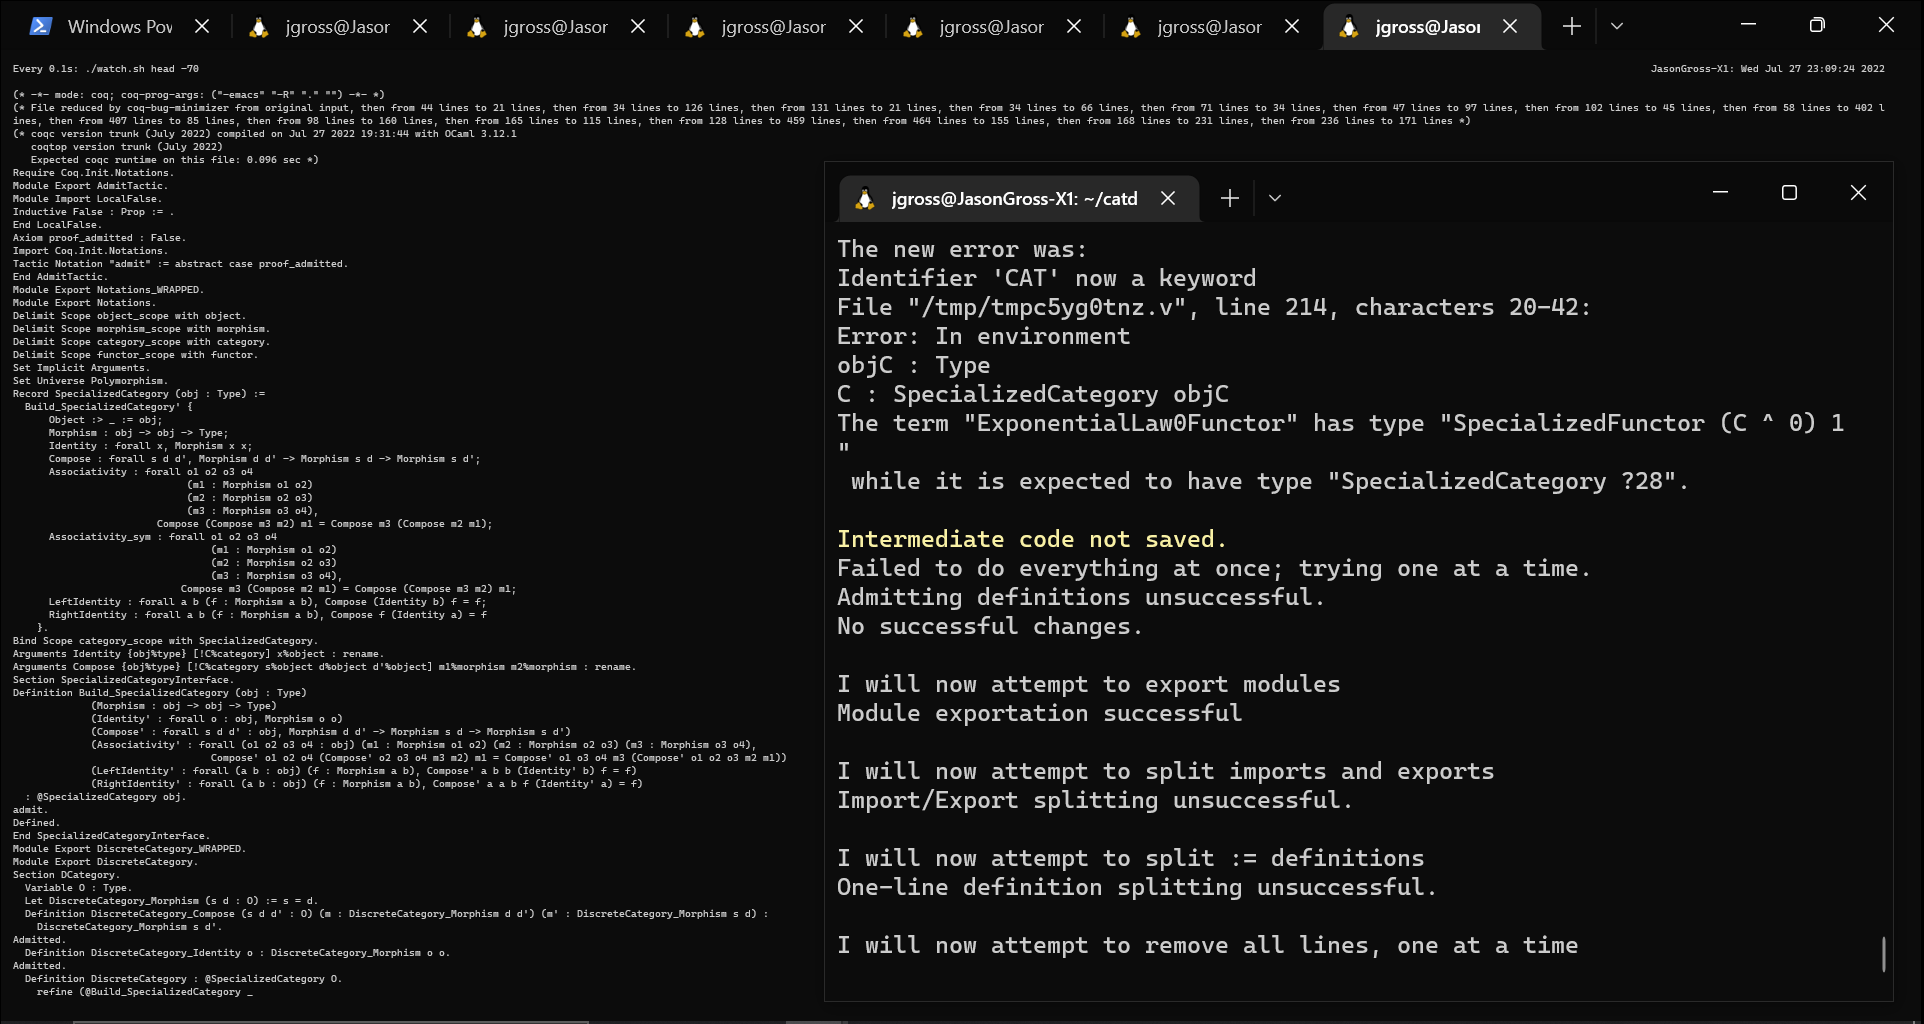 Windows Pov
jgross@Jasor
jgross@Jasor
jgross@Jasor
jgross@Jasor
jgross@Jasor
jgross@Jasor
Every 0.1s: ./watch.sh head -70
JasonGross-X1: Wed Jul 27 23:09:24 2022
(* -*- mode: coq; coq-prog-args: ("-emacs" "-R" "." "") -*- *)
(* File reduced by coq-bug-minimizer from original input, then from 44 lines to 21 lines, then from 34 lines to 126 lines, then from 131 lines to 21 lines, then from 34 lines to 66 lines, then from 71 lines to 34 lines, then from 47 lines to 97 lines, then from 102 lines to 45 lines, then from 58 lines to 402 l
ines, then from 407 lines to 85 lines, then from 98 lines to 160 lines, then from 165 lines to 115 lines, then from 128 lines to 459 lines, then from 464 lines to 155 lines, then from 168 lines to 231 lines, then from 236 lines to 171 lines *)
(* coqc version trunk (July 2022) compiled on Jul 27 2022 19:31:44 with OCaml 3.12.1
   coqtop version trunk (July 2022)
   Expected coqc runtime on this file: 0.096 sec *)
Require Coq.Init.Notations.
Module Export AdmitTactic.
Module Import LocalFalse.
Inductive False : Prop := .
End LocalFalse.
Axiom proof_admitted : False.
Import Coq.Init.Notations.
Tactic Notation "admit" := abstract case proof_admitted.
End AdmitTactic.
Module Export Notations_WRAPPED.
Module Export Notations.
Delimit Scope object_scope with object.
Delimit Scope morphism_scope with morphism.
Delimit Scope category_scope with category.
Delimit Scope functor_scope with functor.
Set Implicit Arguments.
Set Universe Polymorphism.
Record SpecializedCategory (obj : Type) :=
  Build_SpecializedCategory' {
      Object :> _ := obj;
      Morphism : obj -> obj -> Type;
      Identity : forall x, Morphism x x;
      Compose : forall s d d', Morphism d d' -> Morphism s d -> Morphism s d';
      Associativity : forall o1 o2 o3 o4
                             (m1 : Morphism o1 o2)
                             (m2 : Morphism o2 o3)
                             (m3 : Morphism o3 o4),
                        Compose (Compose m3 m2) m1 = Compose m3 (Compose m2 m1);
      Associativity_sym : forall o1 o2 o3 o4
                                 (m1 : Morphism o1 o2)
                                 (m2 : Morphism o2 o3)
                                 (m3 : Morphism o3 o4),
                            Compose m3 (Compose m2 m1) = Compose (Compose m3 m2) m1;
      LeftIdentity : forall a b (f : Morphism a b), Compose (Identity b) f = f;
      RightIdentity : forall a b (f : Morphism a b), Compose f (Identity a) = f
    }.
Bind Scope category_scope with SpecializedCategory.
Arguments Identity {obj%type} [!C%category] x%object : rename.
Arguments Compose {obj%type} [!C%category s%object d%object d'%object] m1%morphism m2%morphism : rename.
Section SpecializedCategoryInterface.
Definition Build_SpecializedCategory (obj : Type)
             (Morphism : obj -> obj -> Type)
             (Identity' : forall o : obj, Morphism o o)
             (Compose' : forall s d d' : obj, Morphism d d' -> Morphism s d -> Morphism s d')
             (Associativity' : forall (o1 o2 o3 o4 : obj) (m1 : Morphism o1 o2) (m2 : Morphism o2 o3) (m3 : Morphism o3 o4),
                                 Compose' o1 o2 o4 (Compose' o2 o3 o4 m3 m2) m1 = Compose' o1 o3 o4 m3 (Compose' o1 o2 o3 m2 m1))
             (LeftIdentity' : forall (a b : obj) (f : Morphism a b), Compose' a b b (Identity' b) f = f)
             (RightIdentity' : forall (a b : obj) (f : Morphism a b), Compose' a a b f (Identity' a) = f)
  : @SpecializedCategory obj.
admit.
Defined.
End SpecializedCategoryInterface.
Module Export DiscreteCategory_WRAPPED.
Module Export DiscreteCategory.
Section DCategory.
  Variable O : Type.
  Let DiscreteCategory_Morphism (s d : O) := s = d.
  Definition DiscreteCategory_Compose (s d d' : O) (m : DiscreteCategory_Morphism d d') (m' : DiscreteCategory_Morphism s d) :
    DiscreteCategory_Morphism s d'.
Admitted.
  Definition DiscreteCategory_Identity o : DiscreteCategory_Morphism o o.
Admitted.
  Definition DiscreteCategory : @SpecializedCategory O.
    refine (@Build_SpecializedCategory _
jgross@JasonGross-X1: ~/catd
The new error was:
Identifier 'CAT' now a keyword
File "/tmp/tmpc5yg0tnz.v", line 214, characters 20-42:
Error: In environment
objC : Type
C : SpecializedCategory objC
The term "ExponentialLaw0Functor" has type "SpecializedFunctor (C ^ 0) 1
"
 while it is expected to have type "SpecializedCategory ?28".
Intermediate code not saved.
Failed to do everything at once; trying one at a time.
Admitting definitions unsuccessful.
No successful changes.
I will now attempt to export modules
Module exportation successful
I will now attempt to split imports and exports
Import/Export splitting unsuccessful.
I will now attempt to split := definitions
One-line definition splitting unsuccessful.
I will now attempt to remove all lines, one at a time